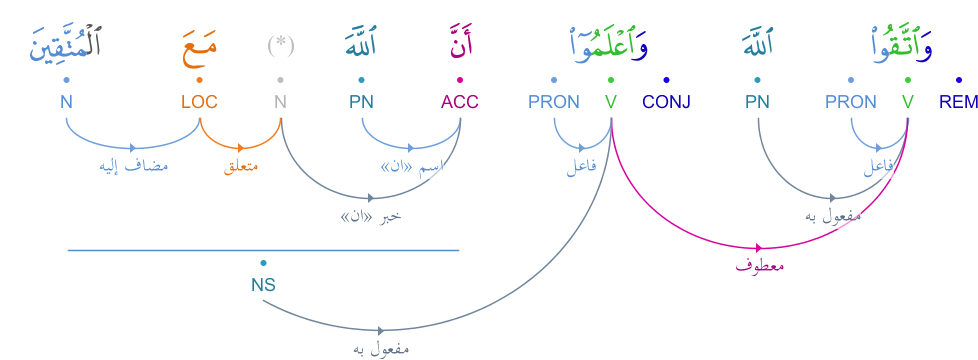 وَٱتَّقُوا۟ ٱللَّهَ وَٱعْلَمُوٓا۟ أَنَّ ٱللَّهَ (*) مَعَ ٱلْمُتَّقِينَ
REM V PRON PN CONJ V PRON ACC PN N LOC N
فاعل اسم «ان» متعلق مضاف إليه فاعل
مفعول به خبر «ان»
معطوف
NS
مفعول به